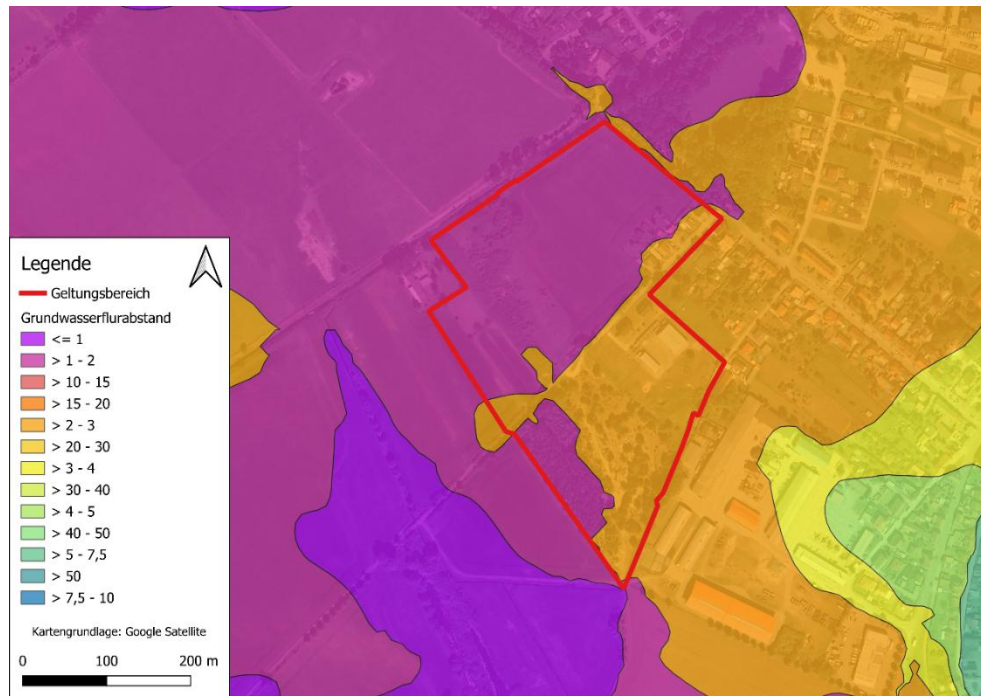 Legende
Geltungsbereich
Grundwasserflurabstand
<= 1
> 1 - 2
> 10 - 15
> 15 - 20
> 2 - 3
> 20 - 30
> 3 - 4
> 30 - 40
> 4 - 5
> 40 - 50
> 5 - 7,5
> 50
> 7,5 - 10
Kartengrundlage: Google Satellite
0 100 200 m